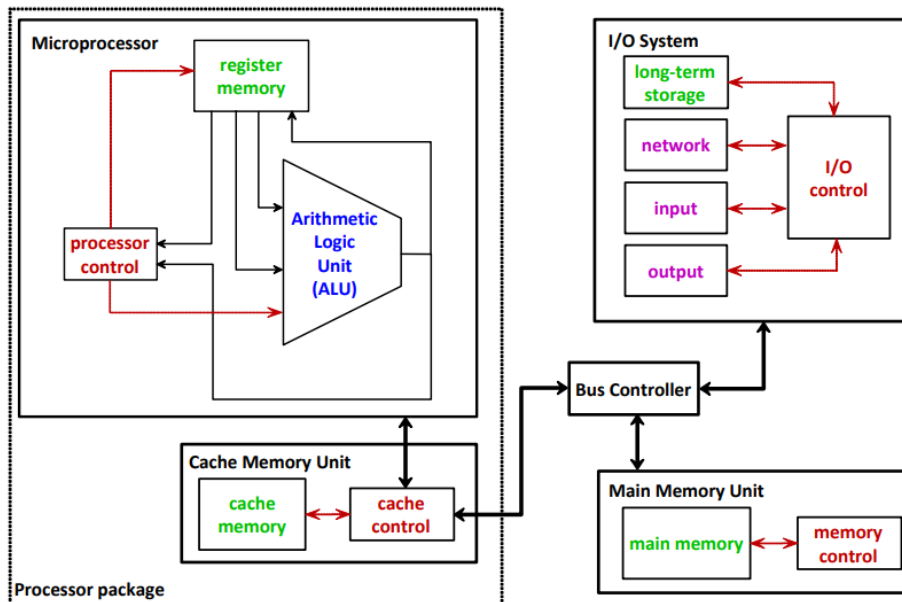 Microprocessor
register
memory
Arithmetic
Logic
Unit
(ALU)
processor
control
Cache Memory Unit
cache
memory
cache
control
Processor package
I/O System
long-term
storage
network
input
output
I/O
control
Bus Controller
Main Memory Unit
main memory
memory
control